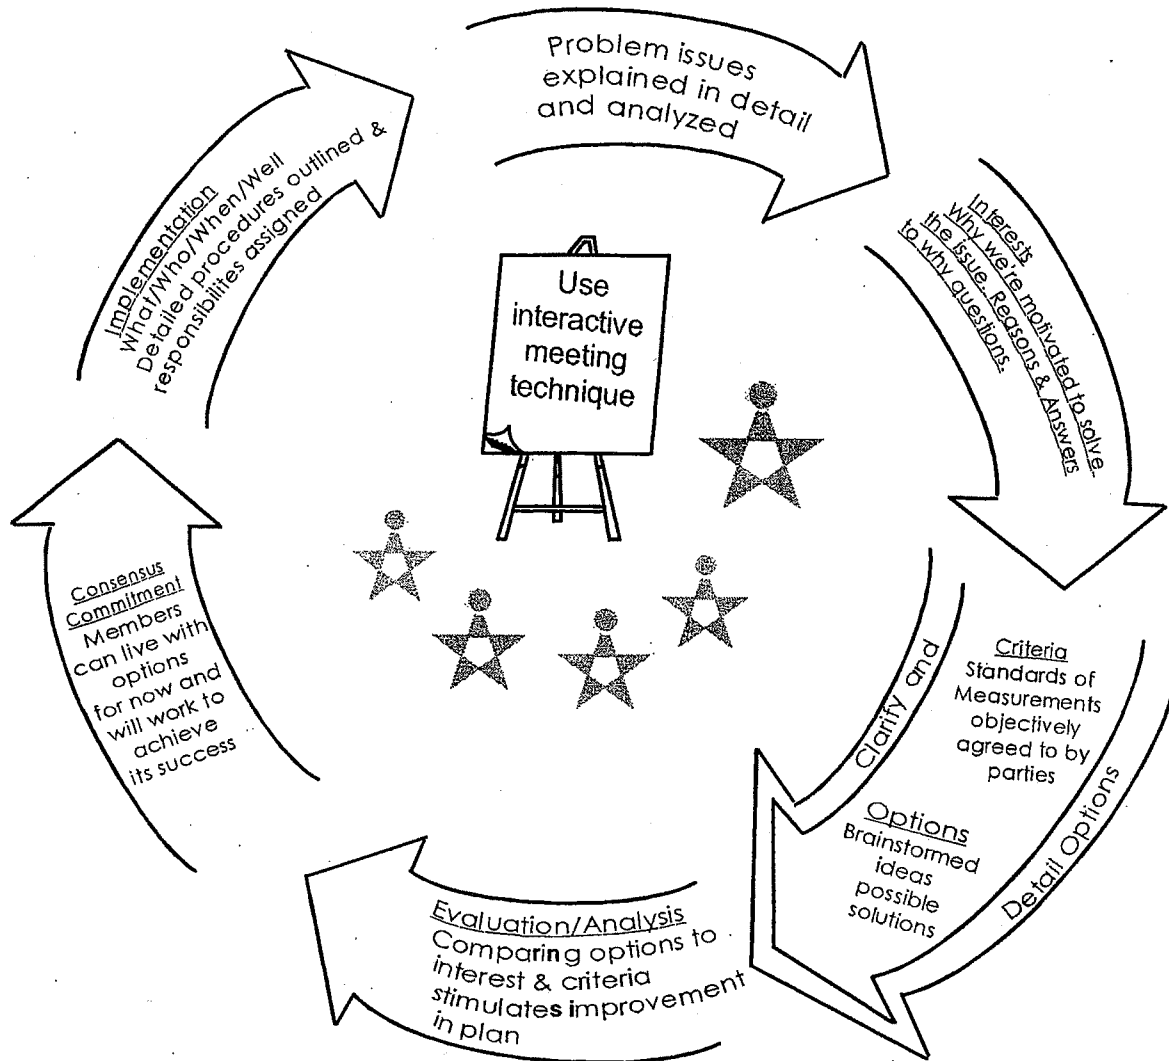 Problem issues
explained in detail
and analyzed
Interests
Why we're motivated to solve
the issue. Reasons & Answers
to why questions.
Criteria
Standards of
Measurements
objectively
agreed to by
parties
Options
Brainstormed
ideas
possible
solutions
Clarify and
Detail Options
Evaluation/Analysis
Comparing options to
interest & criteria
stimulates improvement
in plan
Consensus
Commitment
Members
can live with
options
for now and
will work to
achieve
its success
Implementation
What/Who/When/Well
Detailed procedures outlined &
responsibilites assigned
Use
interactive
meeting
technique